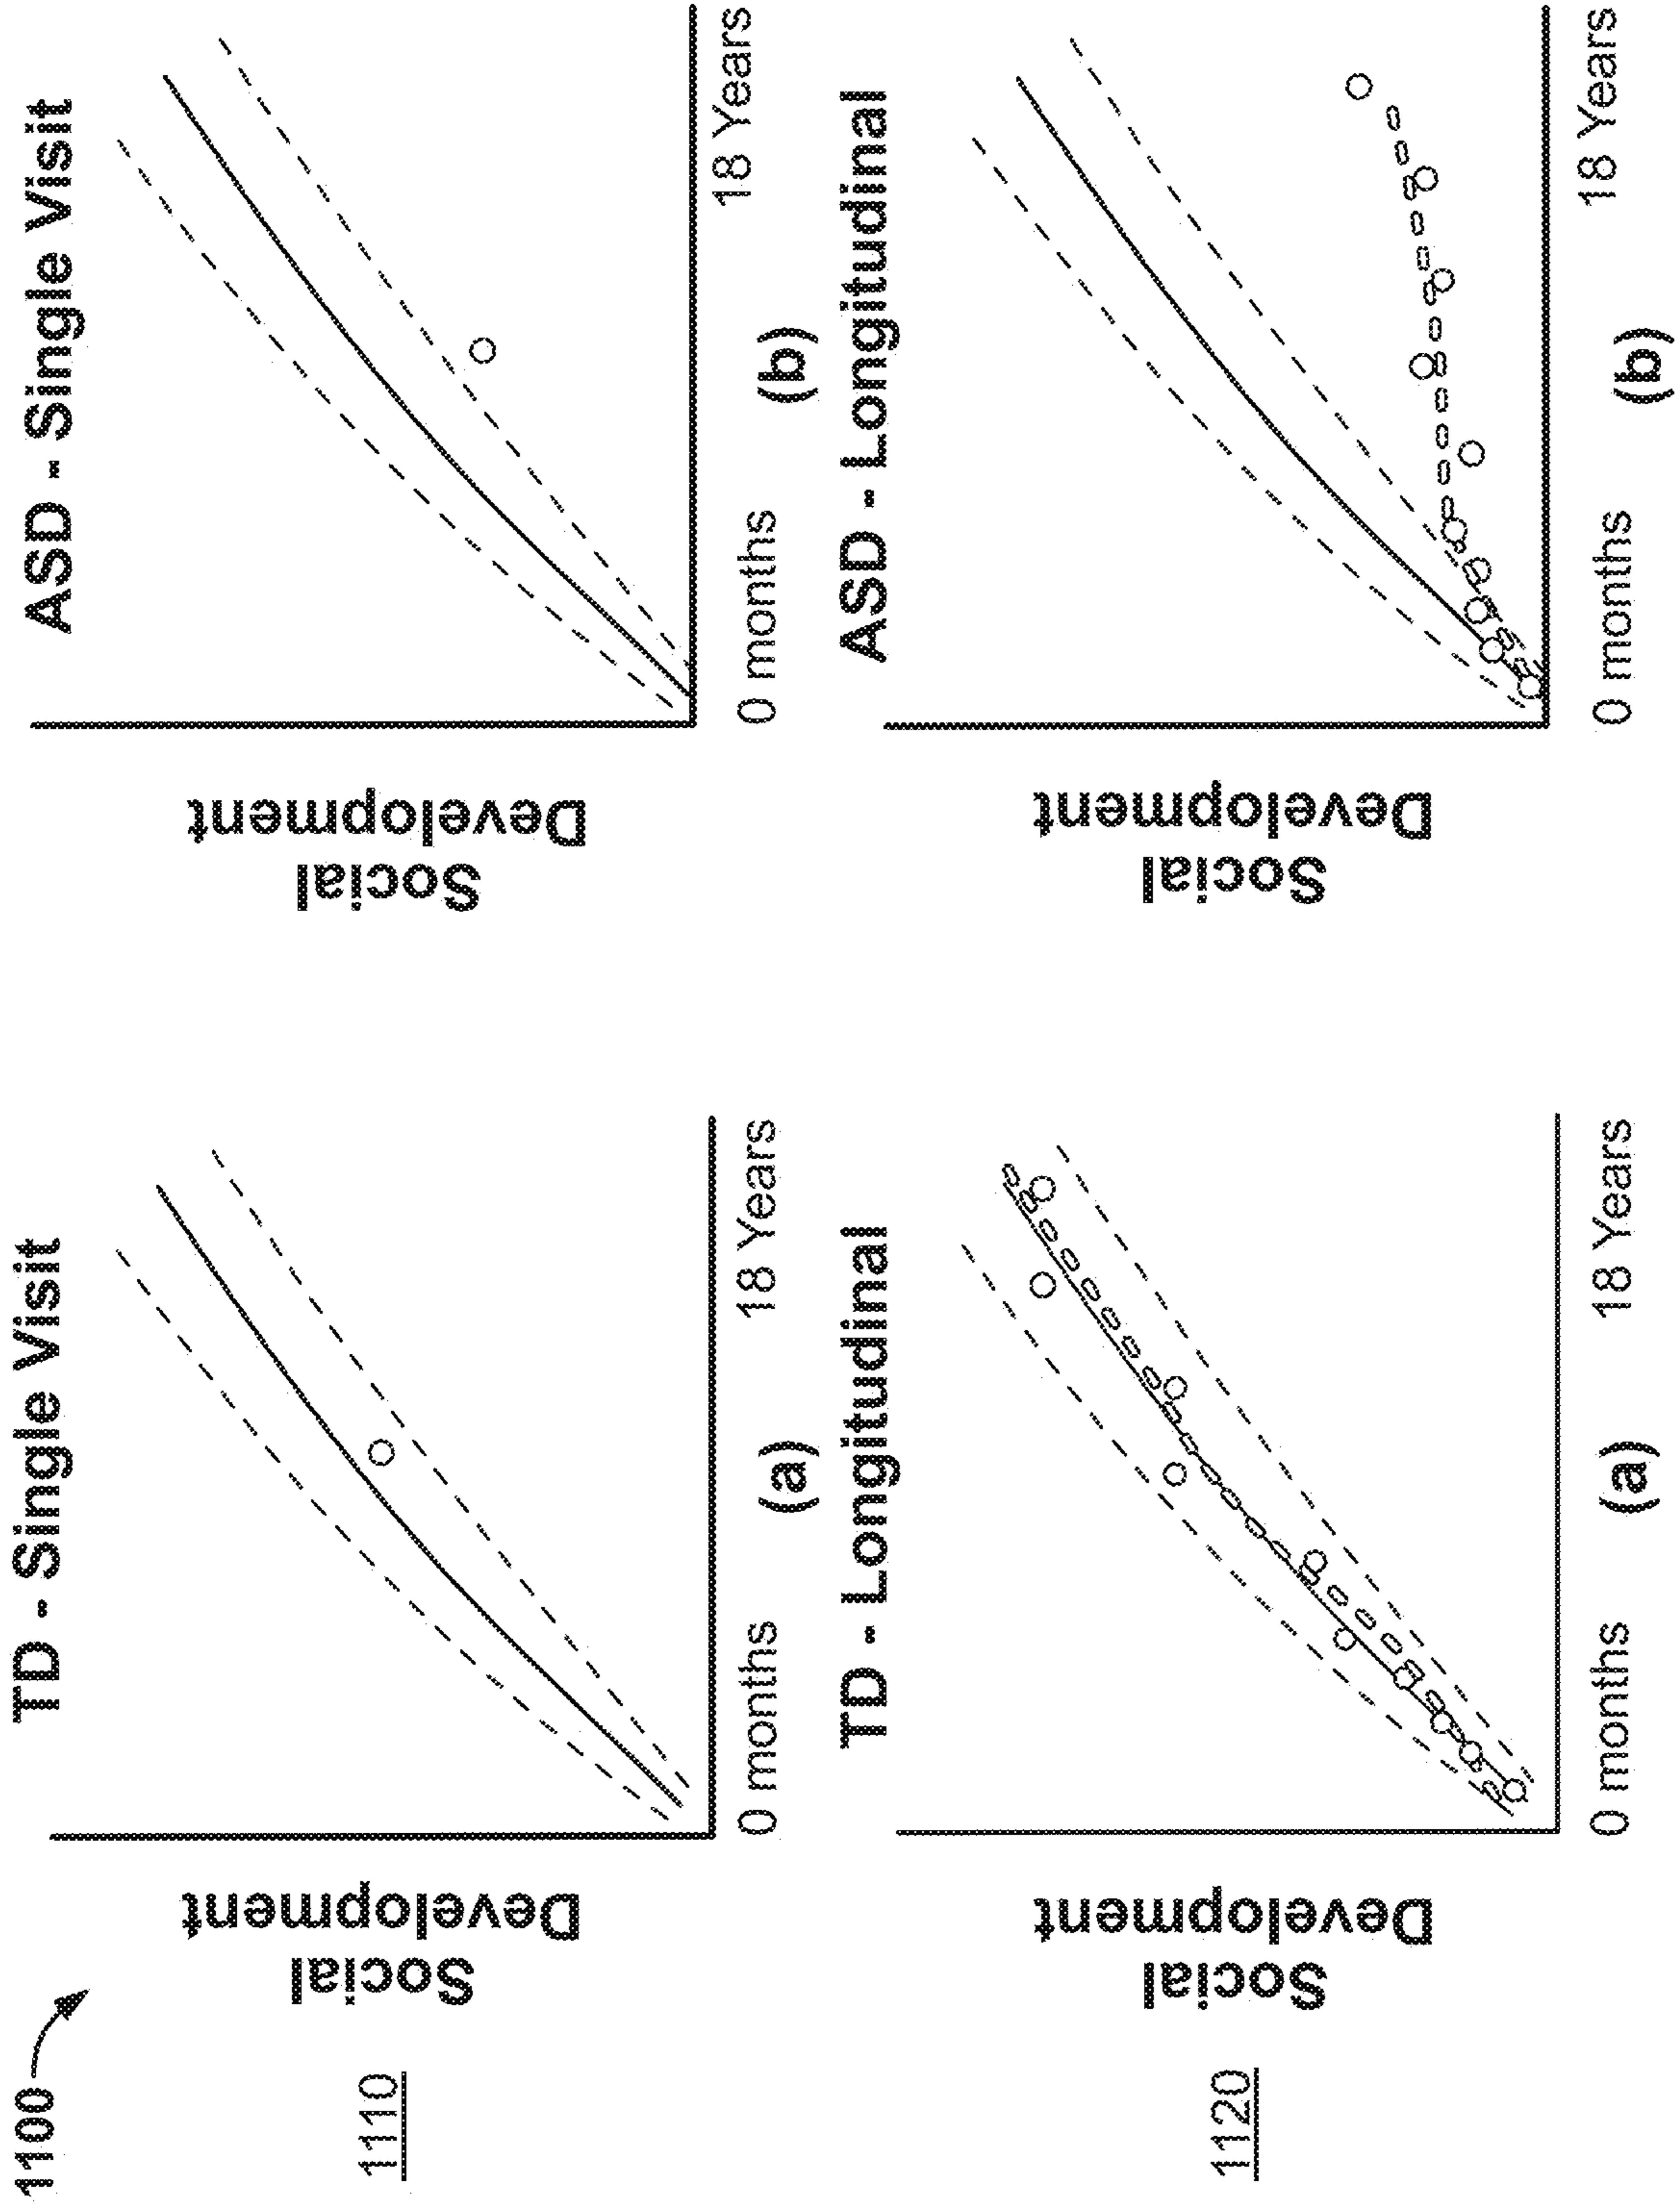 1100
1110
TD - Single Visit
Social
Development
0 months
18 Years
(a)
ASD - Single Visit
Social
Development
0 months
18 Years
(b)
1120
TD - Longitudinal
Social
Development
0 months
18 Years
(a)
ASD - Longitudinal
Social
Development
0 months
18 Years
(b)